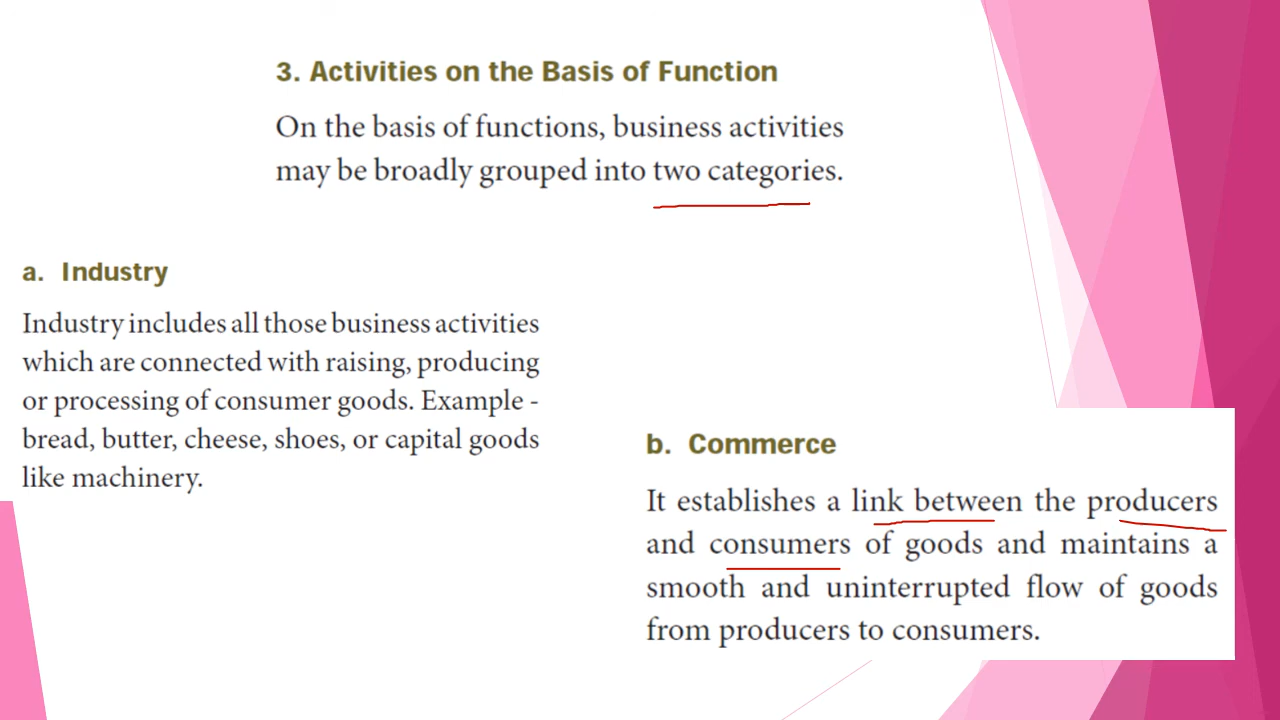 3. Activities on the Basis of Function
On the basis of functions, business activities
may be broadly grouped into two categories.
a. Industry
Industry includes all those business activities
which are connected with raising, producing
or processing of consumer goods. Example -
bread, butter, cheese, shoes, or capital goods
like machinery.
b. Commerce
It establishes a link between the producers
and consumers of goods and maintains a
smooth and uninterrupted flow of goods
from producers to consumers.